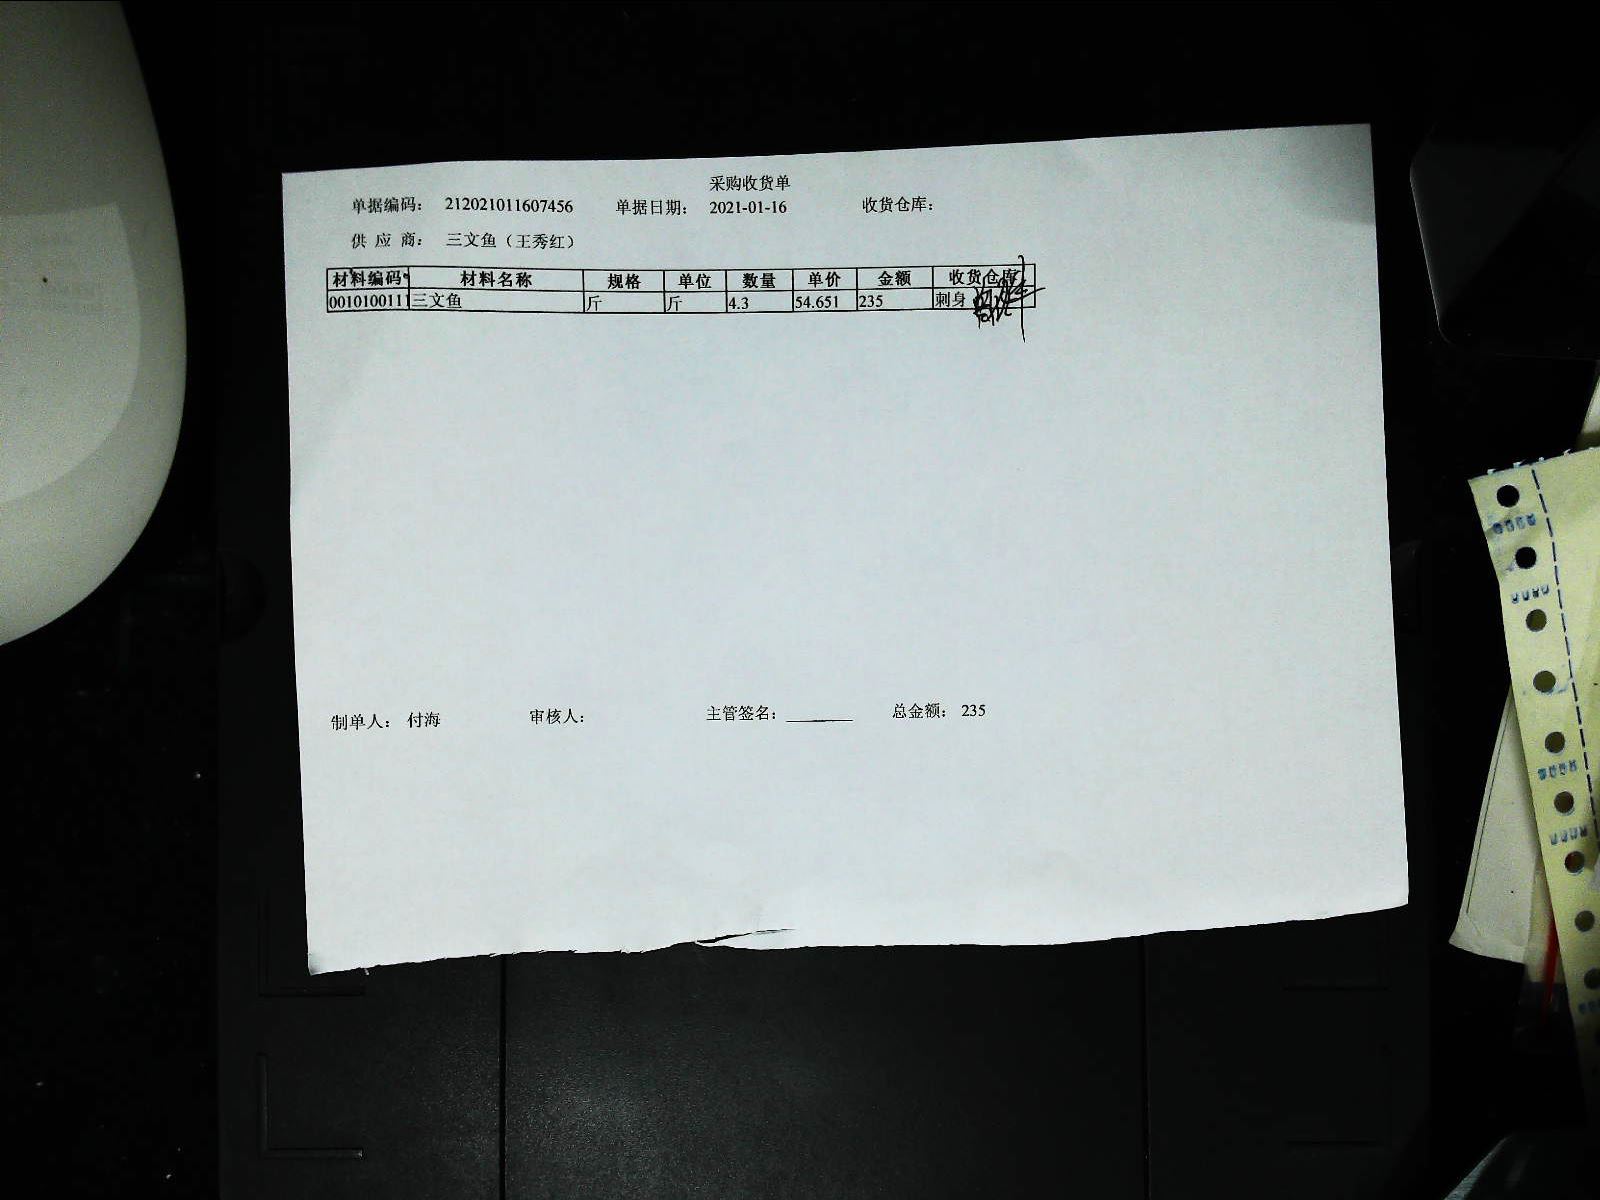 采购收货单
单据编码: 212021011607456 单据日期: 2021-01-16 收货仓库:
供应商: 三文鱼（王秀红）
材料编码 材料名称 规格 单位 数量 单价 金额 收货仓库
0010100111 三文鱼 斤 斤 4.3 54.651 235 刺身
制单人: 付海 审核人: 主管签名: ______ 总金额: 235